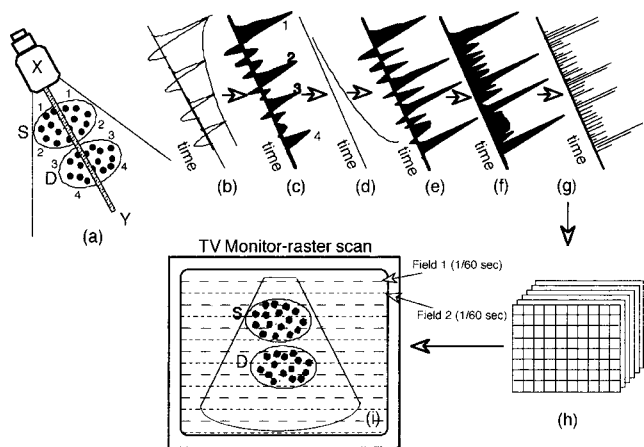 X
1
1
2
S
2
3
3
D
4
4
Y
(a)
time
(b)
1
2
3
4
time
(c)
time
(d)
time
(e)
time
(f)
time
(g)
TV Monitor-raster scan
Field 1 (1/60 sec)
Field 2 (1/60 sec)
S
D
(i)
(h)